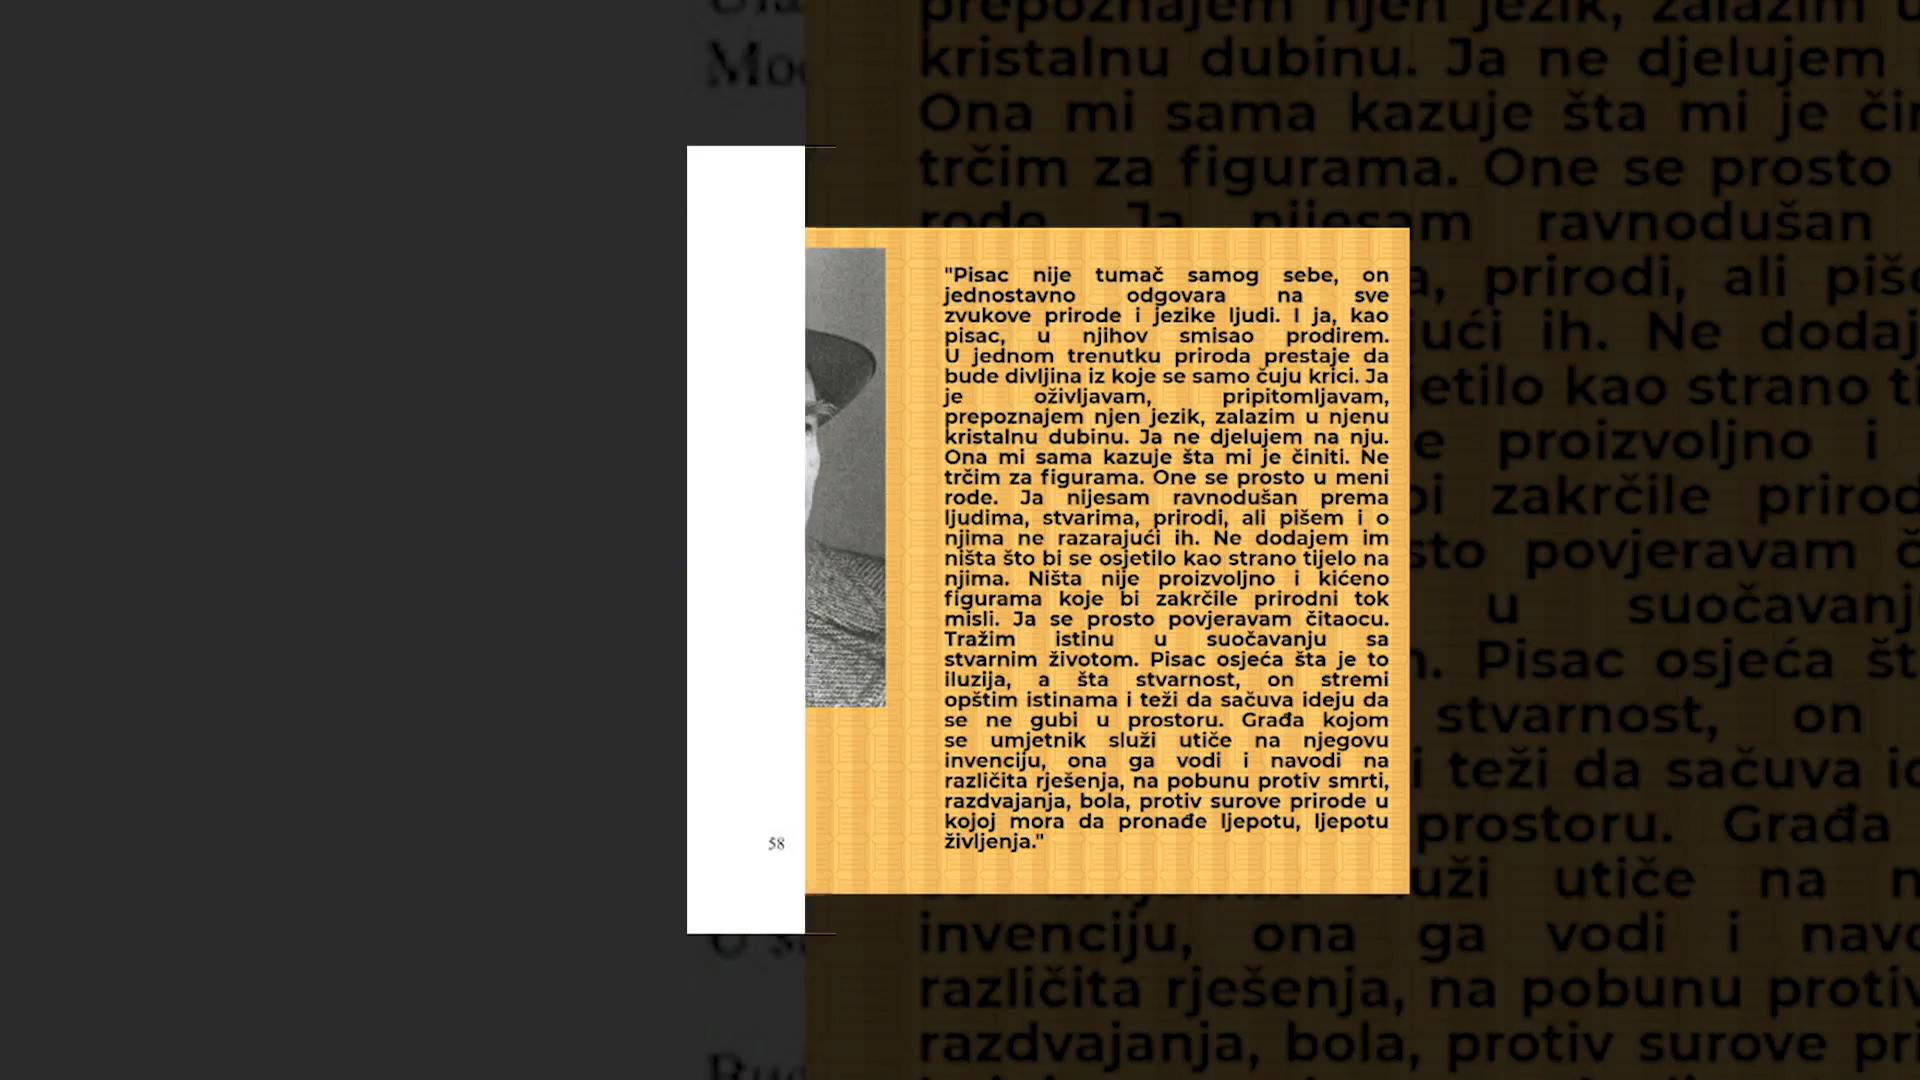 "Pisac nije tumač samog sebe, on
jednostavno odgovara na sve
zvukove prirode i jezike ljudi. I ja, kao
pisac, u njihov smisao prodirem.
U jednom trenutku priroda prestaje da
bude divljina iz koje se samo čuju krici. Ja
je oživljavam, pripitomljavam,
prepoznajem njen jezik, zalazim u njenu
kristalnu dubinu. Ja ne djelujem na nju.
Ona mi sama kazuje šta mi je činiti. Ne
trčim za figurama. One se prosto u meni
rode. Ja nijesam ravnodušan prema
ljudima, stvarima, prirodi, ali pišem i o
njima ne razarajući ih. Ne dodajem im
ništa što bi se osjetilo kao strano tijelo na
njima. Ništa nije proizvoljno i kićeno
figurama koje bi zakrčile prirodni tok
misli. Ja se prosto povjeravam čitaocu.
Tražim istinu u suočavanju sa
stvarnim životom. Pisac osjeća šta je to
iluzija, a šta stvarnost, on stremi
opštim istinama i teži da sačuva ideju da
se ne gubi u prostoru. Građa kojom
se umjetnik služi utiče na njegovu
invenciju, ona ga vodi i navodi na
različita rješenja, na pobunu protiv smrti,
razdvajanja, bola, protiv surove prirode u
kojoj mora da pronađe ljepotu, ljepotu
življenja."
58